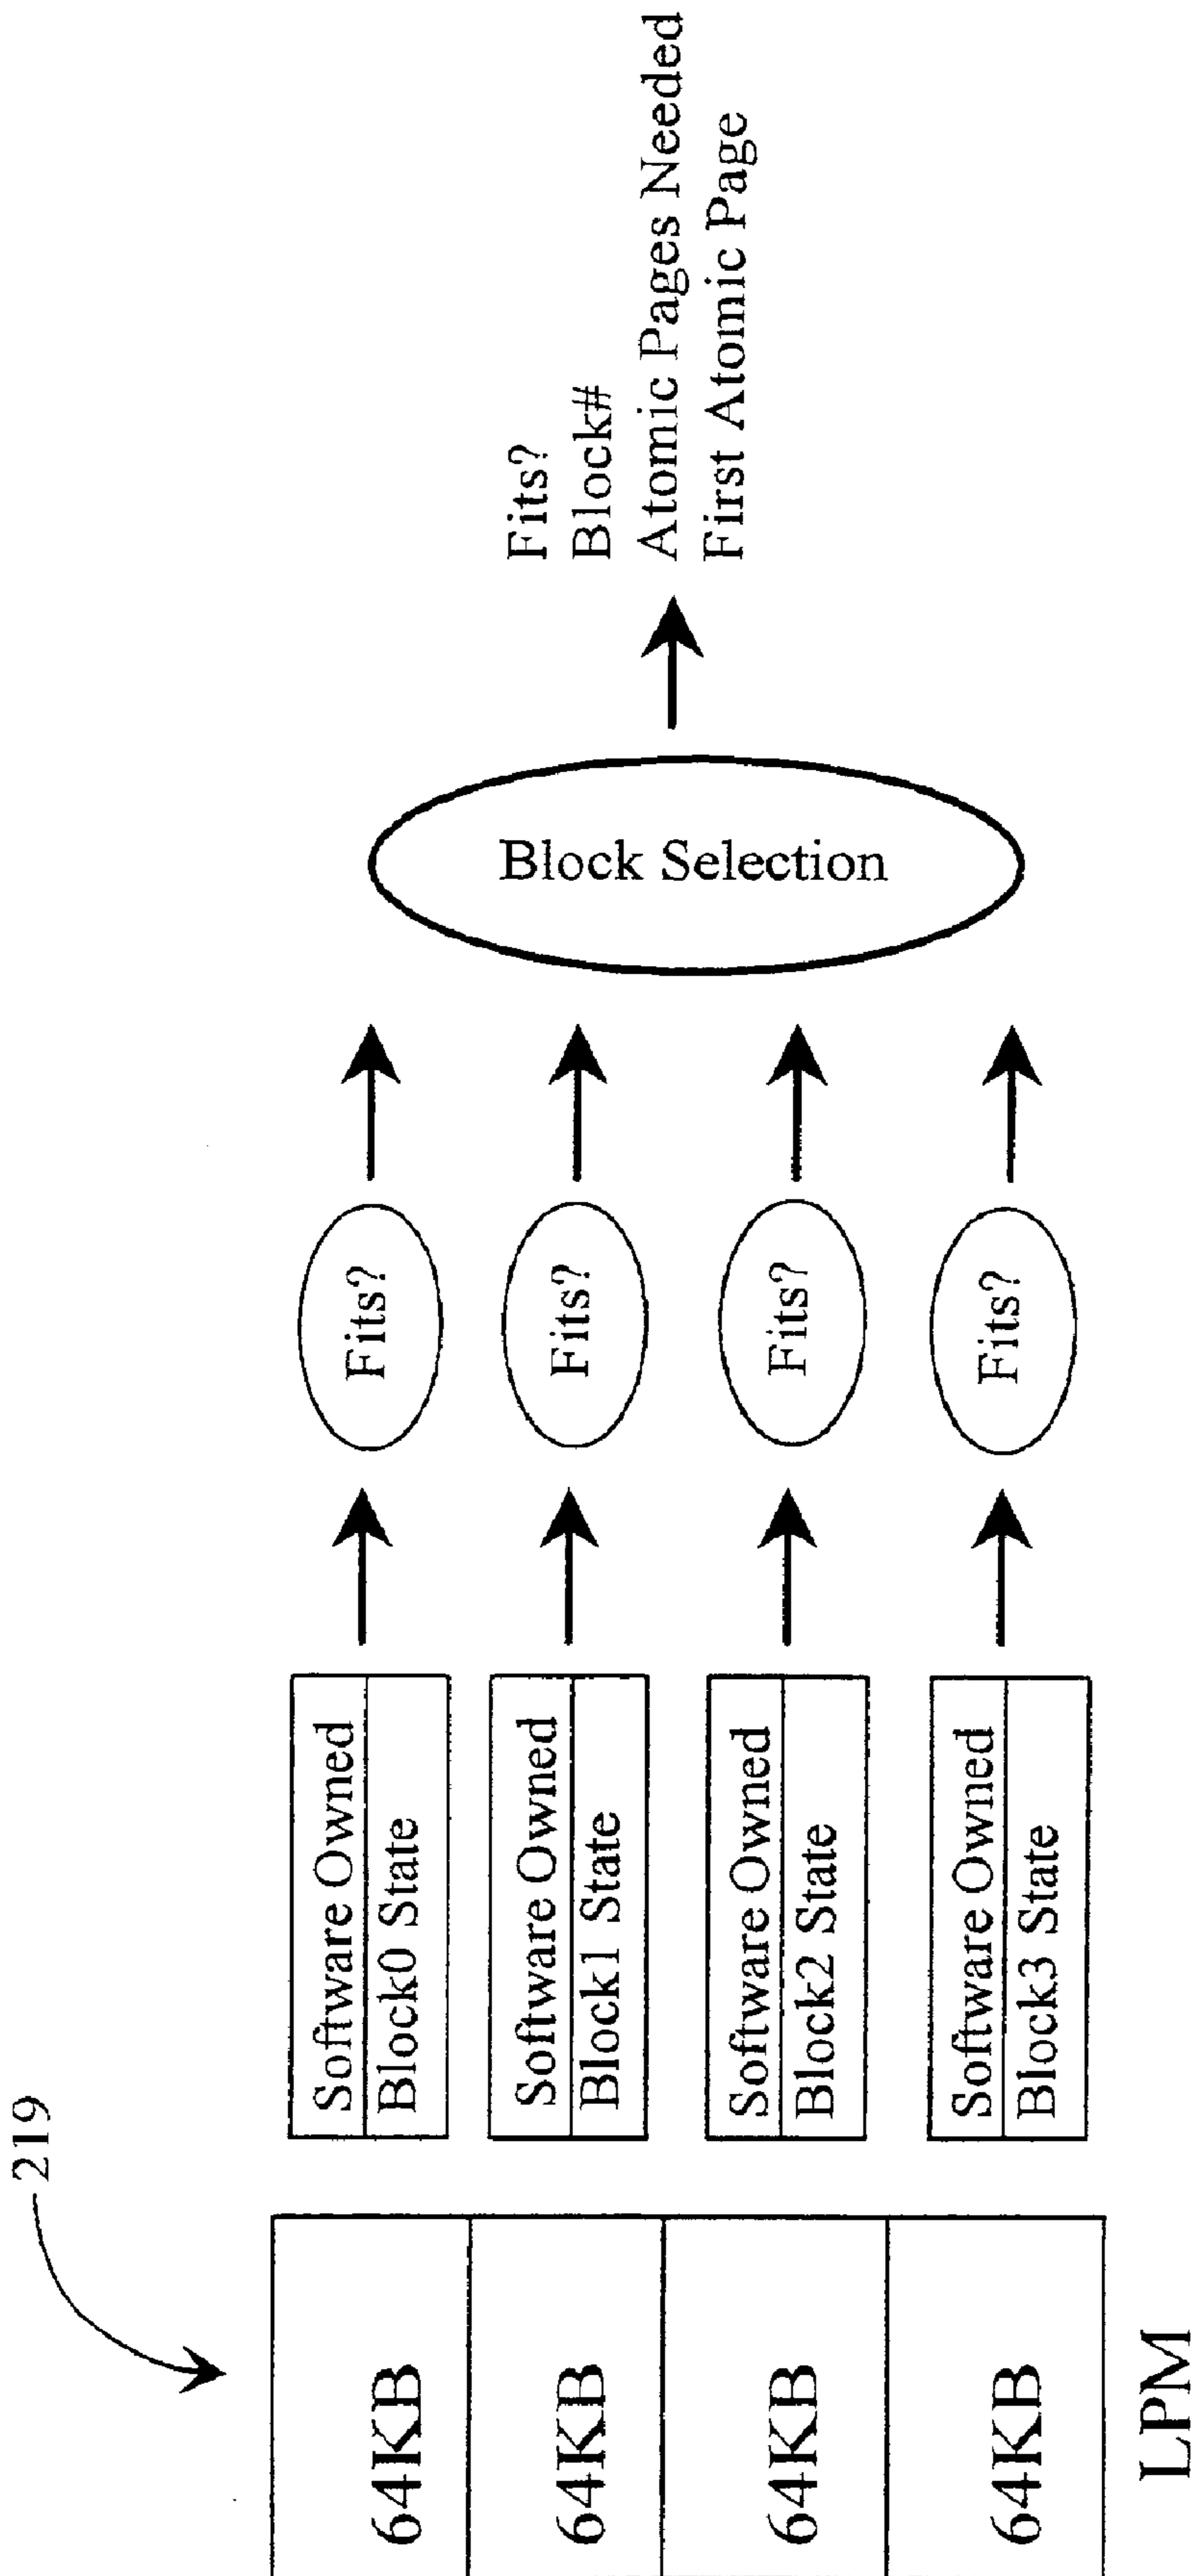 219
64KB
64KB
64KB
64KB
LPM
Software Owned
Block0 State
Software Owned
Block1 State
Software Owned
Block2 State
Software Owned
Block3 State
Fits?
Fits?
Fits?
Fits?
Block Selection
Fits?
Block#
Atomic Pages Needed
First Atomic Page